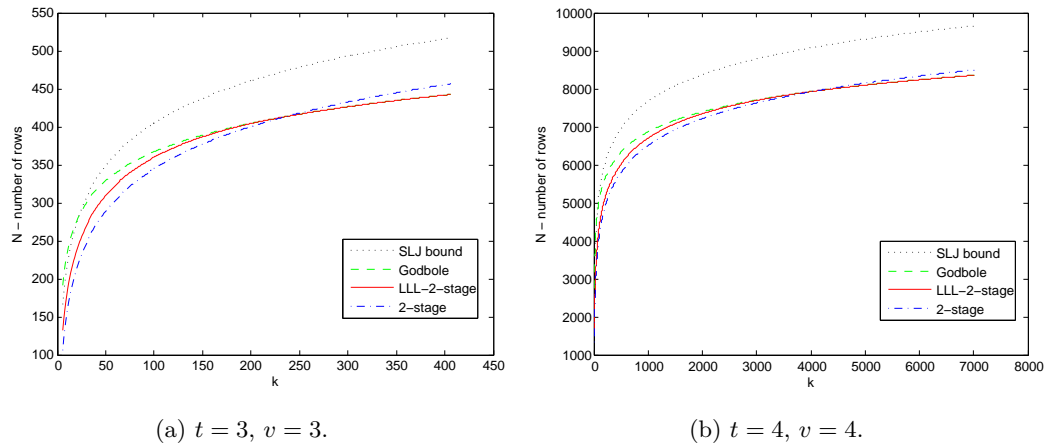 550
500
450
400
350
300
250
200
150
100
N − number of rows
0 50 100 150 200 250 300 350 400 450
k
SLJ bound
Godbole
LLL−2−stage
2−stage
(a) t = 3, v = 3.
10000
9000
8000
7000
6000
5000
4000
3000
2000
1000
N − number of rows
0 1000 2000 3000 4000 5000 6000 7000 8000
k
SLJ bound
Godbole
LLL−2−stage
2−stage
(b) t = 4, v = 4.